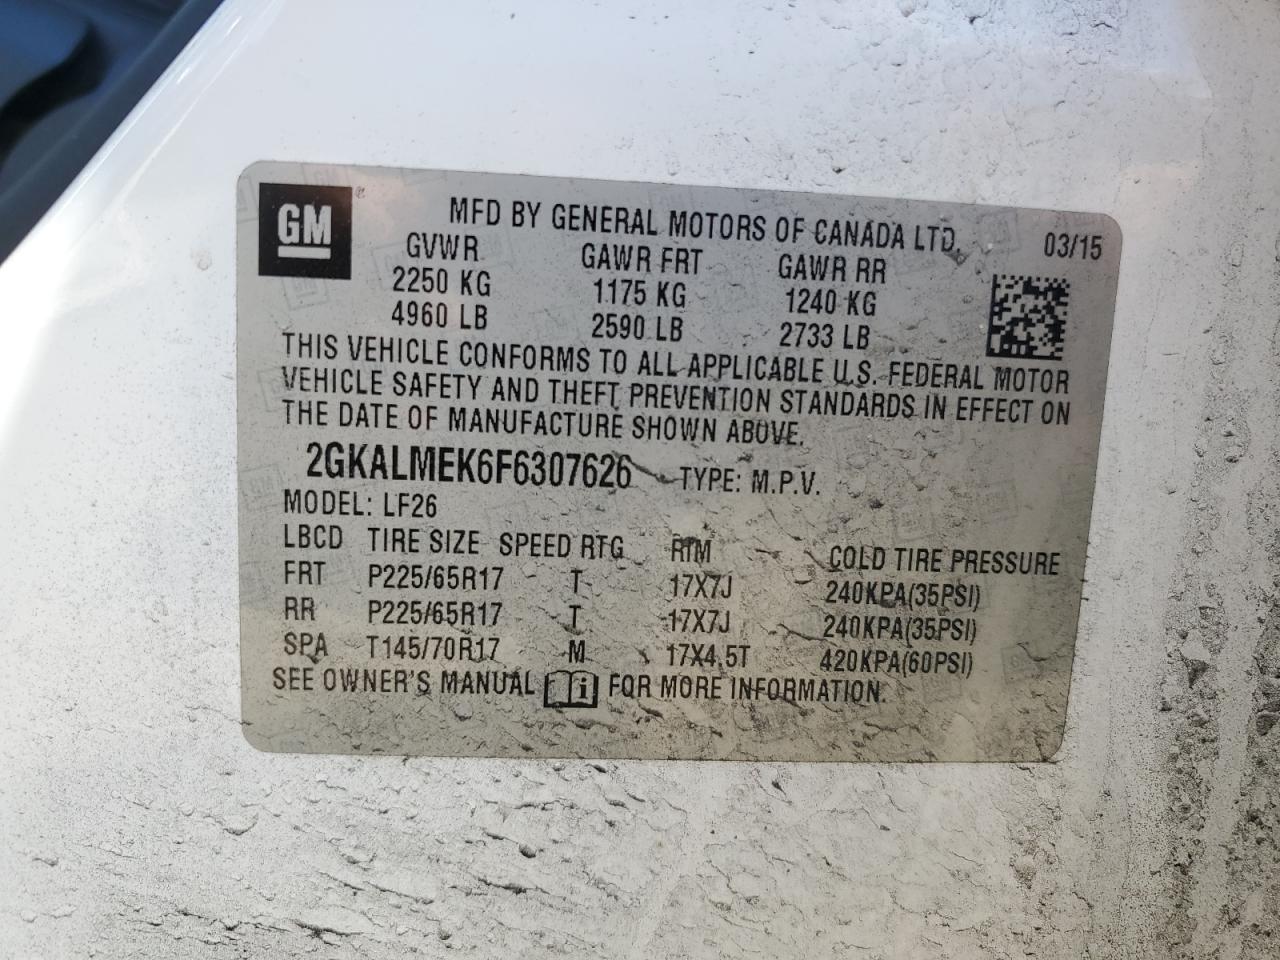 GM ®
MFD BY GENERAL MOTORS OF CANADA LTD. 03/15
GVWR GAWR FRT GAWR RR
2250 KG 1175 KG 1240 KG
4960 LB 2590 LB 2733 LB
THIS VEHICLE CONFORMS TO ALL APPLICABLE U.S. FEDERAL MOTOR
VEHICLE SAFETY AND THEFT PREVENTION STANDARDS IN EFFECT ON
THE DATE OF MANUFACTURE SHOWN ABOVE.
2GKALMEK6F6307626 TYPE: M.P.V.
MODEL: LF26
LBCD TIRE SIZE SPEED RTG RIM COLD TIRE PRESSURE
FRT P225/65R17 T 17X7J 240KPA(35PSI)
RR P225/65R17 T 17X7J 240KPA(35PSI)
SPA T145/70R17 M 17X4.5T 420KPA(60PSI)
SEE OWNER'S MANUAL i FOR MORE INFORMATION.